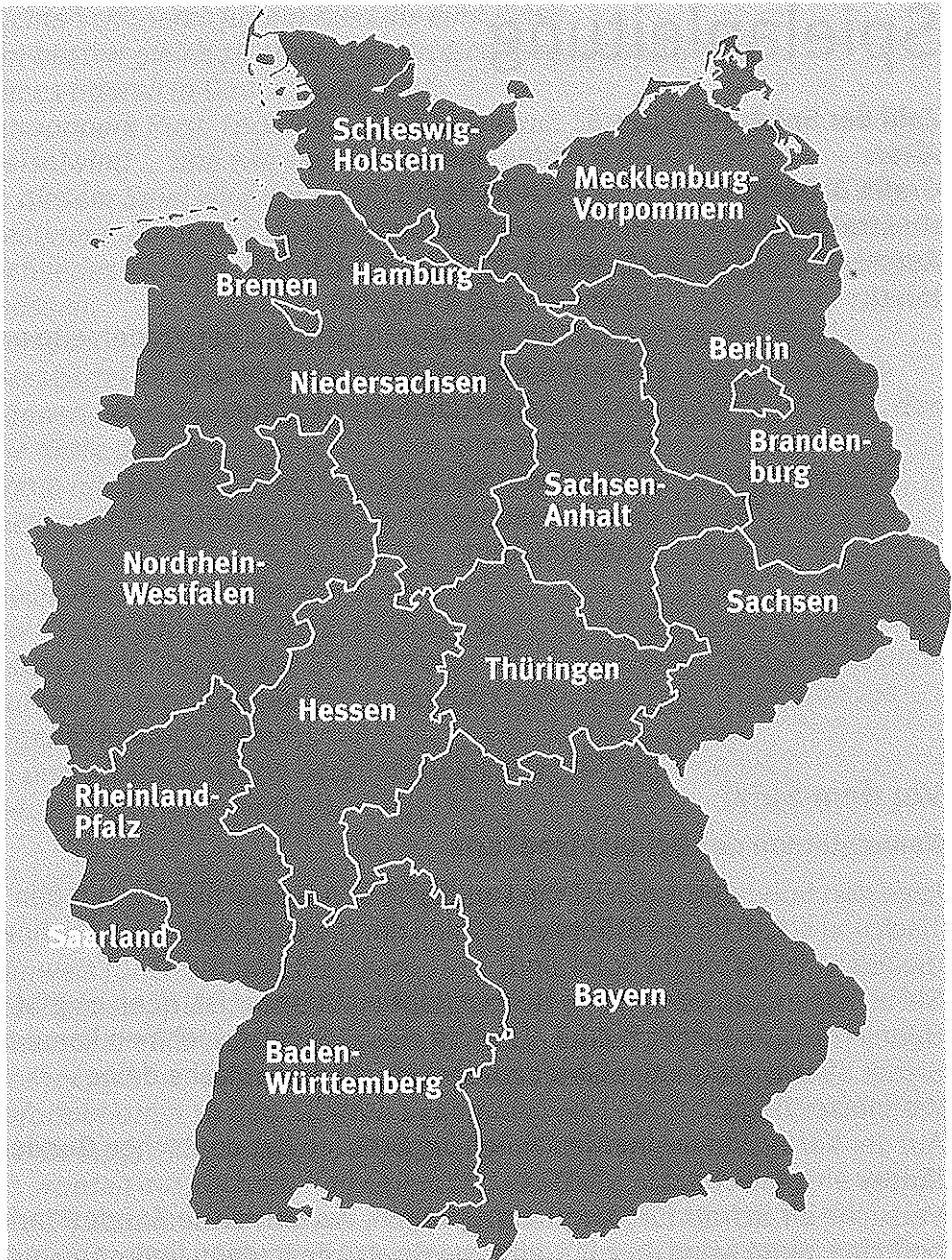 Schleswig-
Holstein
Mecklenburg-
Vorpommern
Hamburg
Bremen
Berlin
Niedersachsen
Branden-
burg
Sachsen-
Anhalt
Nordrhein-
Westfalen
Sachsen
Thüringen
Hessen
Rheinland-
Pfalz
Saarland
Bayern
Baden-
Württemberg